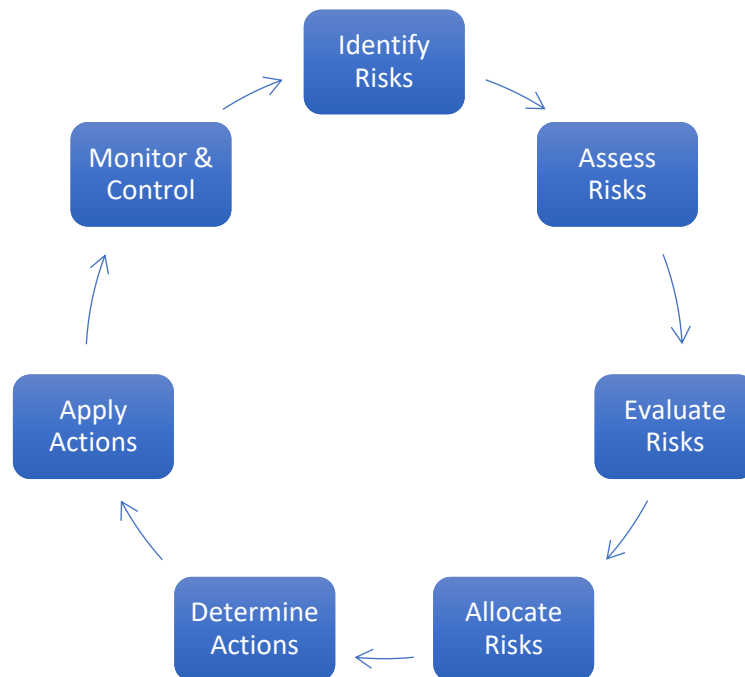 Identify
Risks
Assess
Risks
Evaluate
Risks
Allocate
Risks
Determine
Actions
Apply
Actions
Monitor &
Control